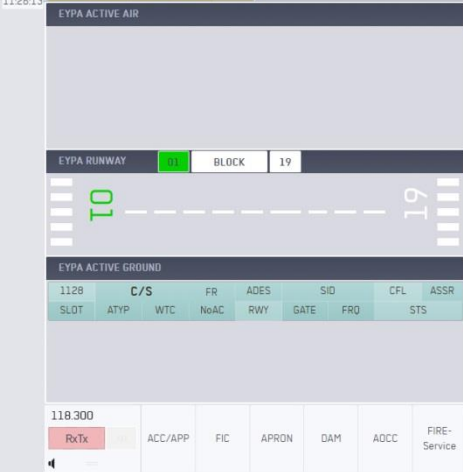 11:28:13
EYPA ACTIVE AIR
EYPA RUNWAY 01 BLOCK 19
01 19
EYPA ACTIVE GROUND
1128 C/S FR ADES SID CFL ASSR
SLOT ATYP WTC NoAC RWY GATE FRQ STS
118.300
RxTx ACC/APP FIC APRON DAM AOCC FIRE-
Service